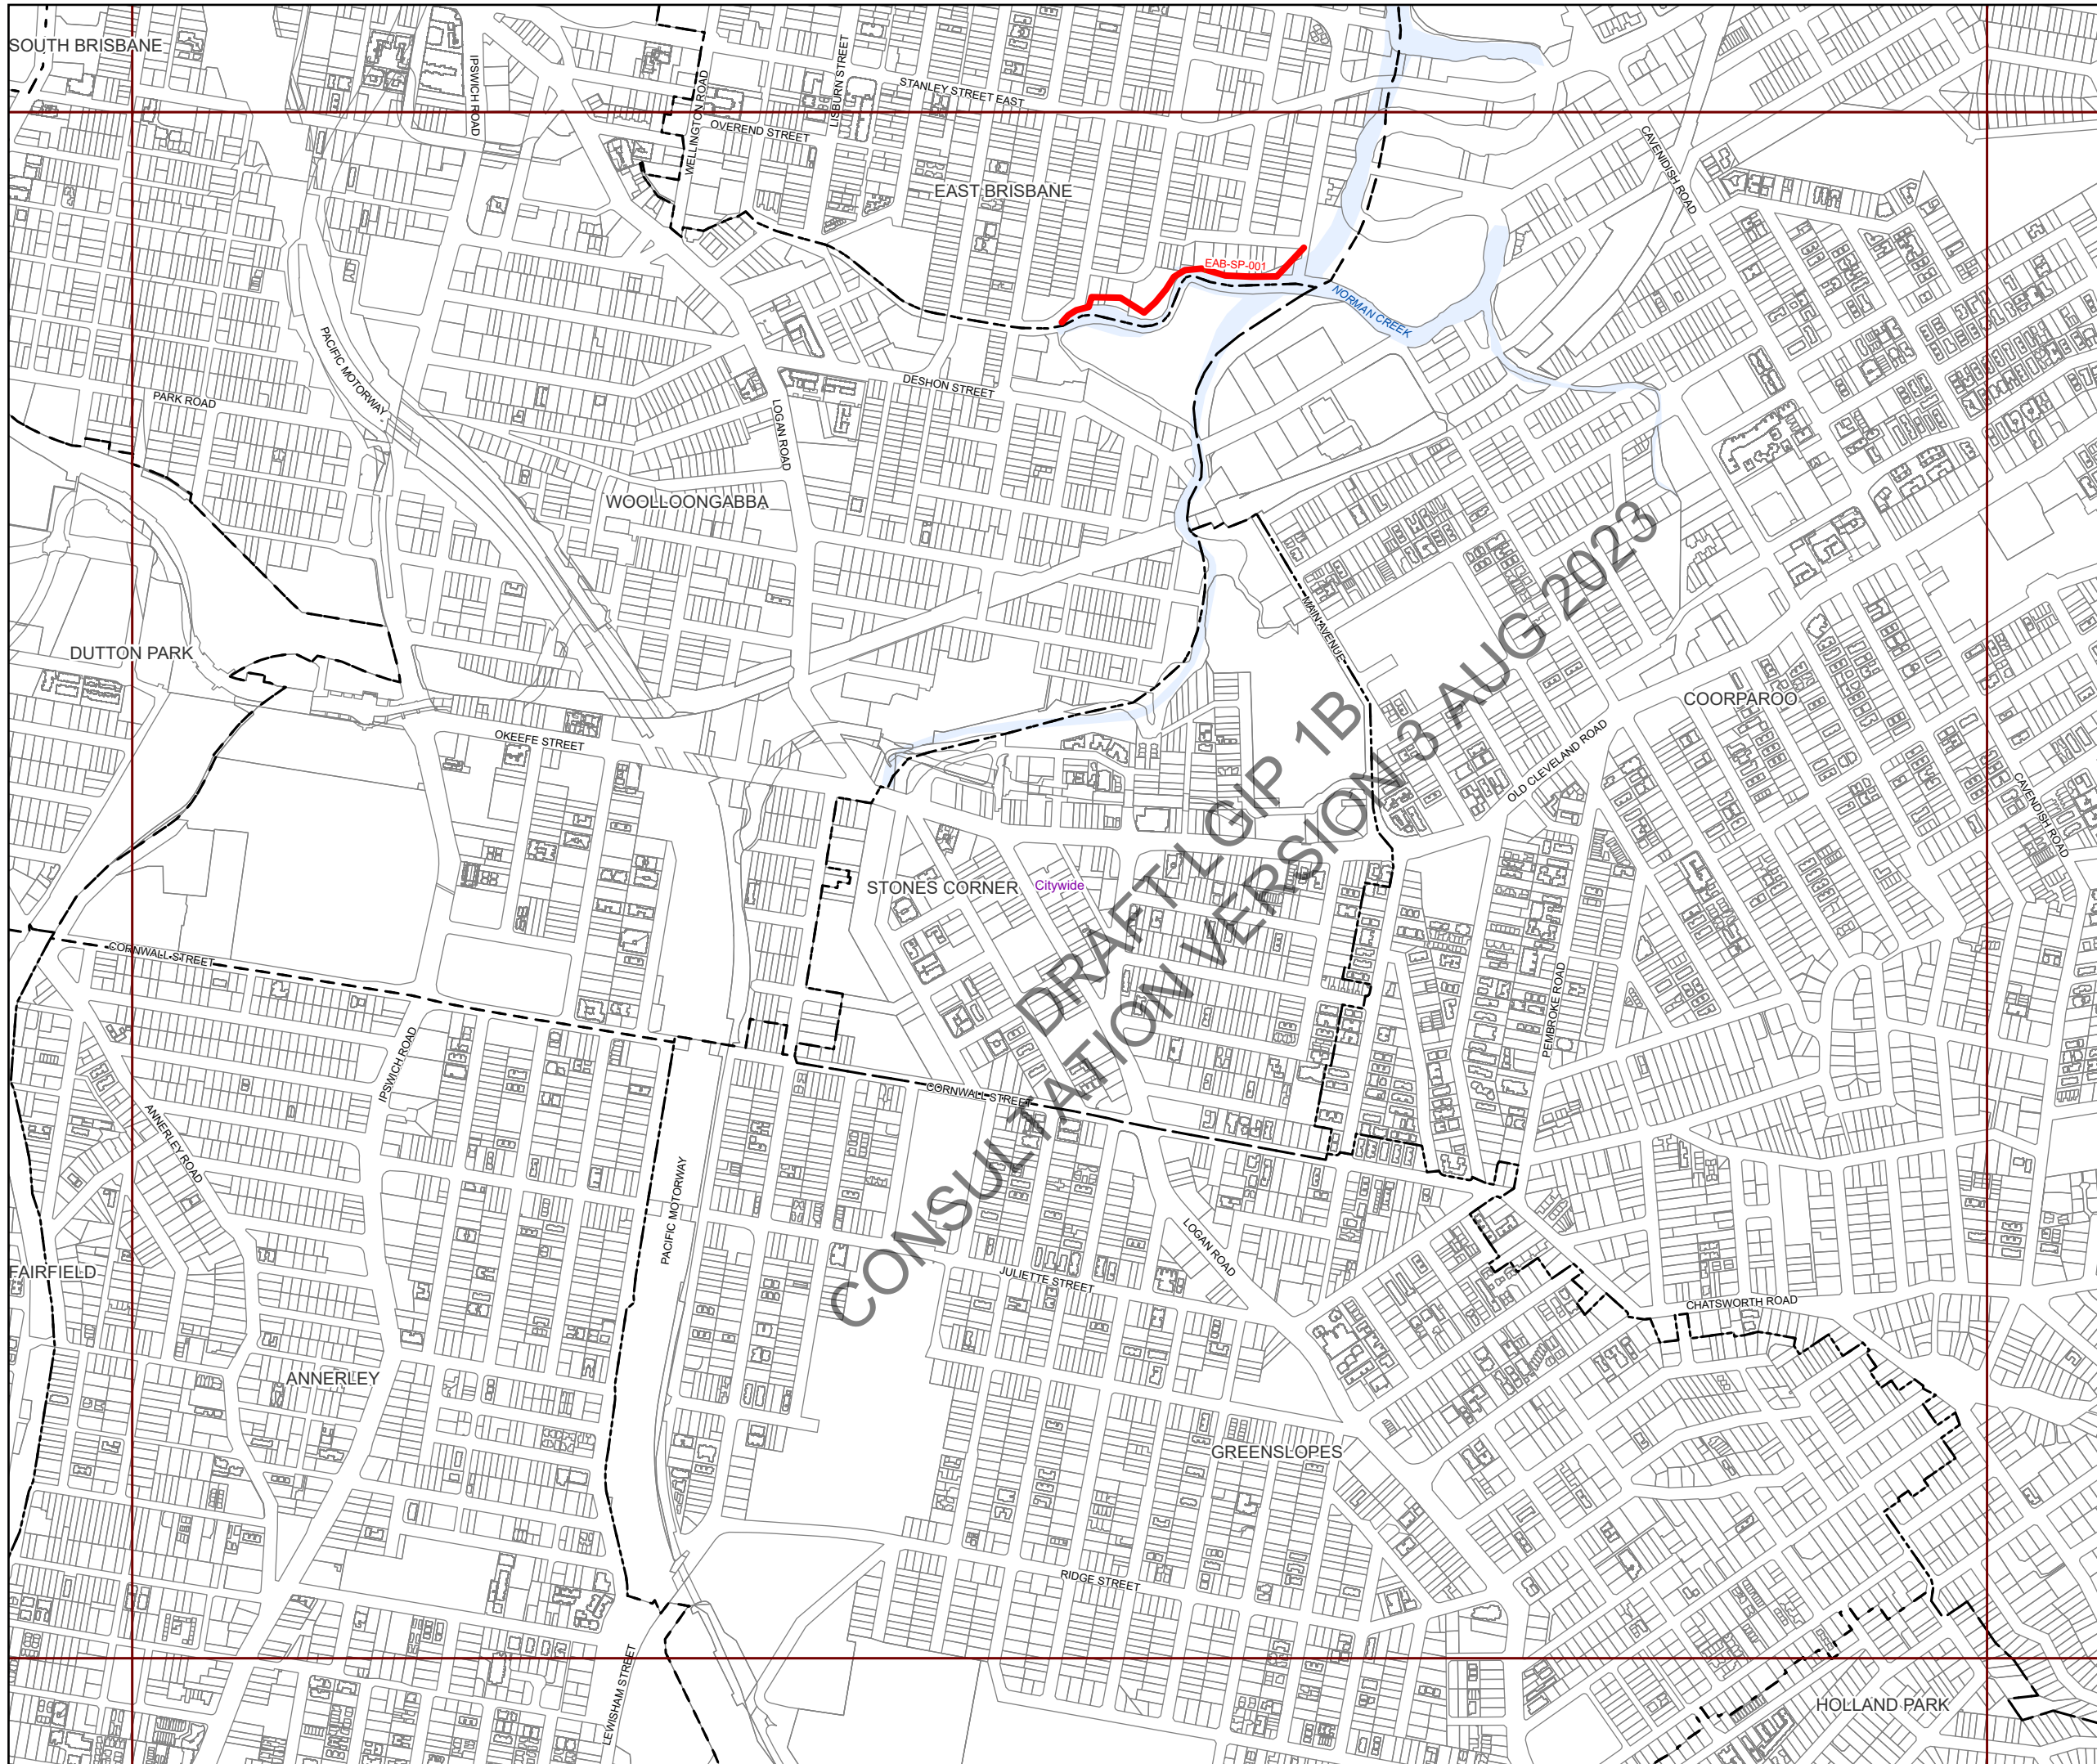 SOUTH BRISBANE
IPSWICH ROAD
WELLINGTON ROAD
LISBURN STREET
STANLEY STREET EAST
OVEREND STREET
CAVENIDISH ROAD
EAST BRISBANE
EAB-SP-001
NORMAN CREEK
PACIFIC MOTORWAY
PARK ROAD
DESHON STREET
LOGAN ROAD
WOOLLOONGABBA
MAIN AVENUE
DUTTON PARK
COORPAROO
OKEEFE STREET
OLD CLEVELAND ROAD
CAVENDISH ROAD
STONES CORNER
Citywide
DRAFT LGIP 1B
CONSULTATION VERSION 3 AUG 2023
CORNWALL STREET
PEMBROKE ROAD
IPSWICH ROAD
CORNWALL STREET
ANNERLEY ROAD
PACIFIC MOTORWAY
LOGAN ROAD
FAIRFIELD
JULIETTE STREET
CHATSWORTH ROAD
ANNERLEY
GREENSLOPES
RIDGE STREET
LEWISHAM STREET
HOLLAND PARK